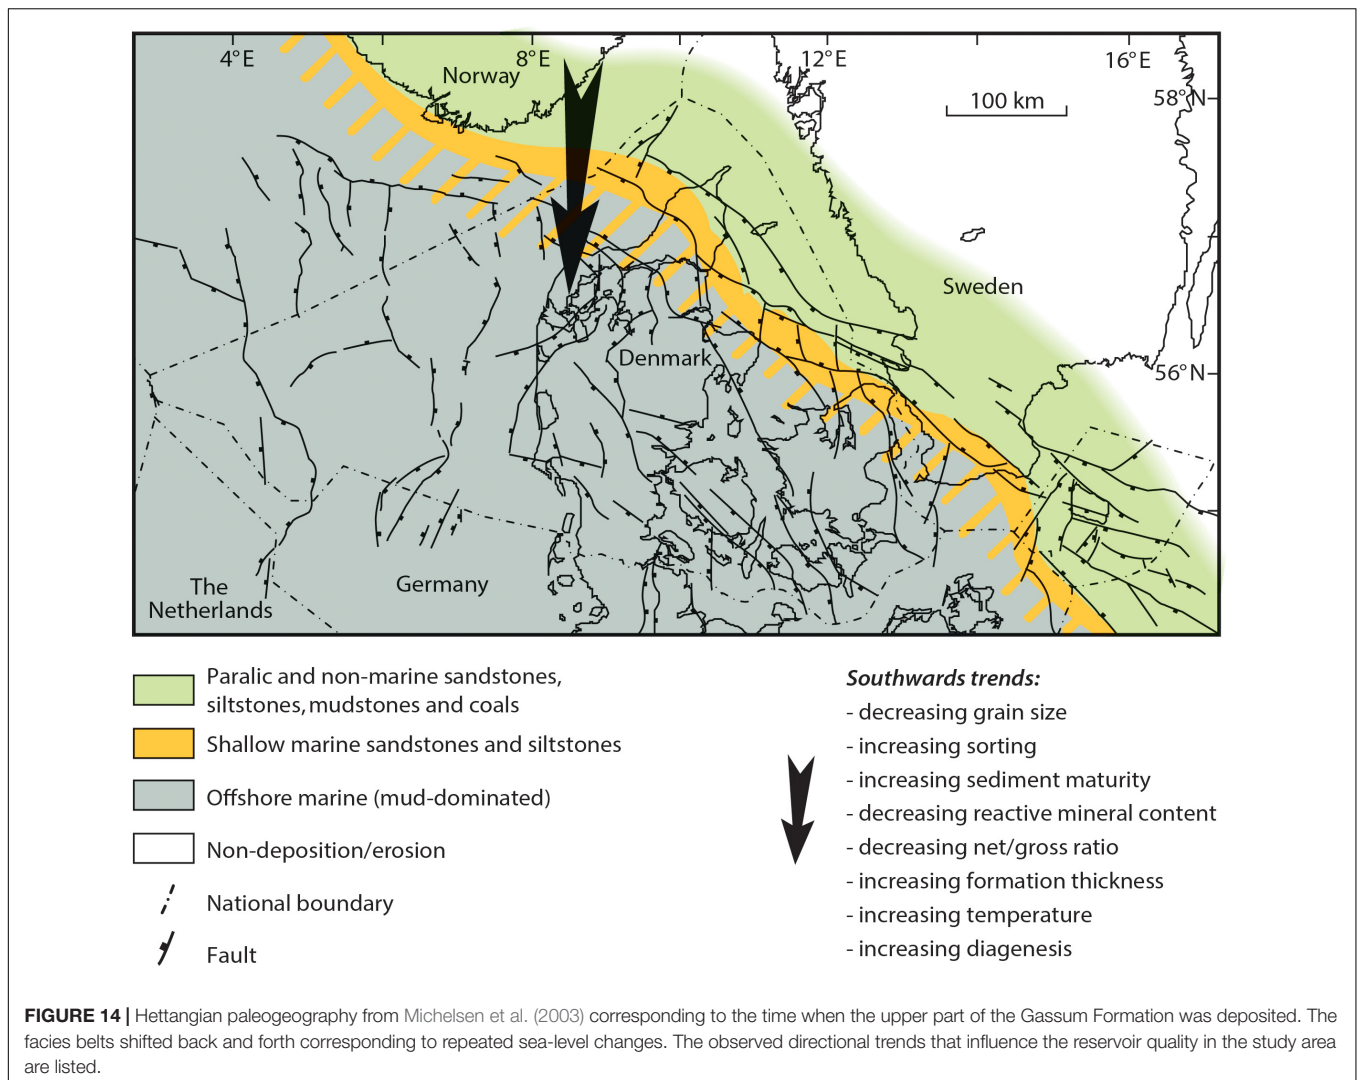 4°E
8°E
12°E
16°E
Norway
100 km
58°N
Sweden
Denmark
56°N
The
Netherlands
Germany
Paralic and non-marine sandstones,
siltstones, mudstones and coals
Shallow marine sandstones and siltstones
Offshore marine (mud-dominated)
Non-deposition/erosion
National boundary
Fault
Southwards trends:
- decreasing grain size
- increasing sorting
- increasing sediment maturity
- decreasing reactive mineral content
- decreasing net/gross ratio
- increasing formation thickness
- increasing temperature
- increasing diagenesis
FIGURE 14 | Hettangian paleogeography from Michelsen et al. (2003) corresponding to the time when the upper part of the Gassum Formation was deposited. The
facies belts shifted back and forth corresponding to repeated sea-level changes. The observed directional trends that influence the reservoir quality in the study area
are listed.